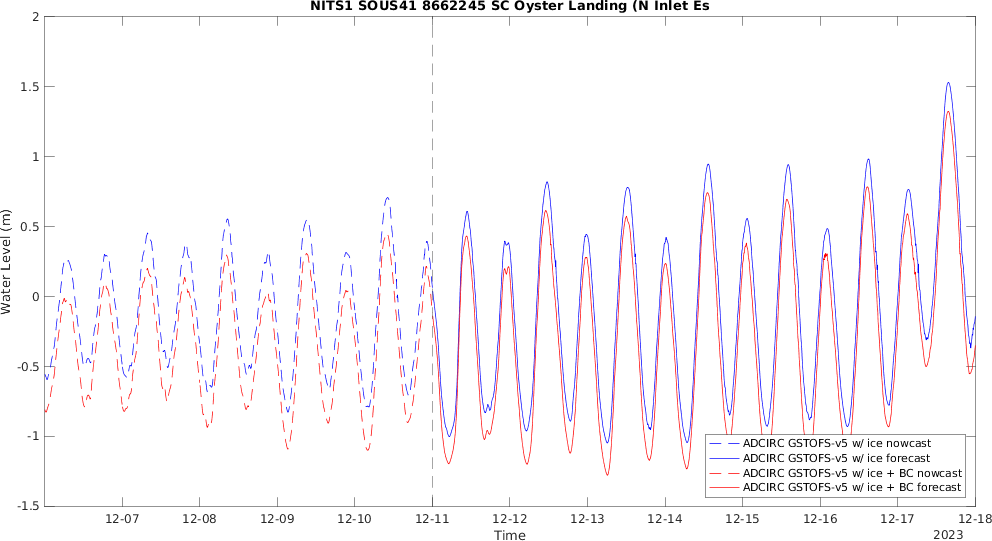 NITS1 SOUS41 8662245 SC Oyster Landing (N Inlet Es
2
1.5
1
0.5
0
-0.5
-1
-1.5
Water Level (m)
ADCIRC GSTOFS-v5 w/ ice nowcast
ADCIRC GSTOFS-v5 w/ ice forecast
ADCIRC GSTOFS-v5 w/ ice + BC nowcast
ADCIRC GSTOFS-v5 w/ ice + BC forecast
12-07 12-08 12-09 12-10 12-11 12-12 12-13 12-14 12-15 12-16 12-17 12-18
Time
2023